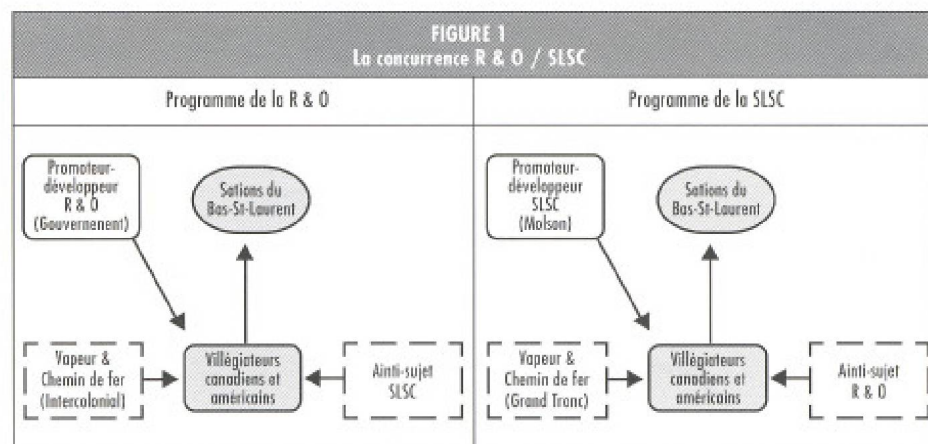 FIGURE 1
La concurrence R & O / SLSC
Programme de la R & O
Promoteur-
développeur
R & O
(Gouvernenent)
Sations du
Bas-St-Laurent
Vapeur &
Chemin de fer
(Intercolonial)
Villégiateurs
canadiens et
américains
Ainti-sujet
SLSC
Programme de la SLSC
Promoteur-
développeur
SLSC
(Molson)
Sations du
Bas-St-Laurent
Vapeur &
Chemin de fer
(Grand Tronc)
Villégiateurs
canadiens et
américains
Ainti-sujet
R & O